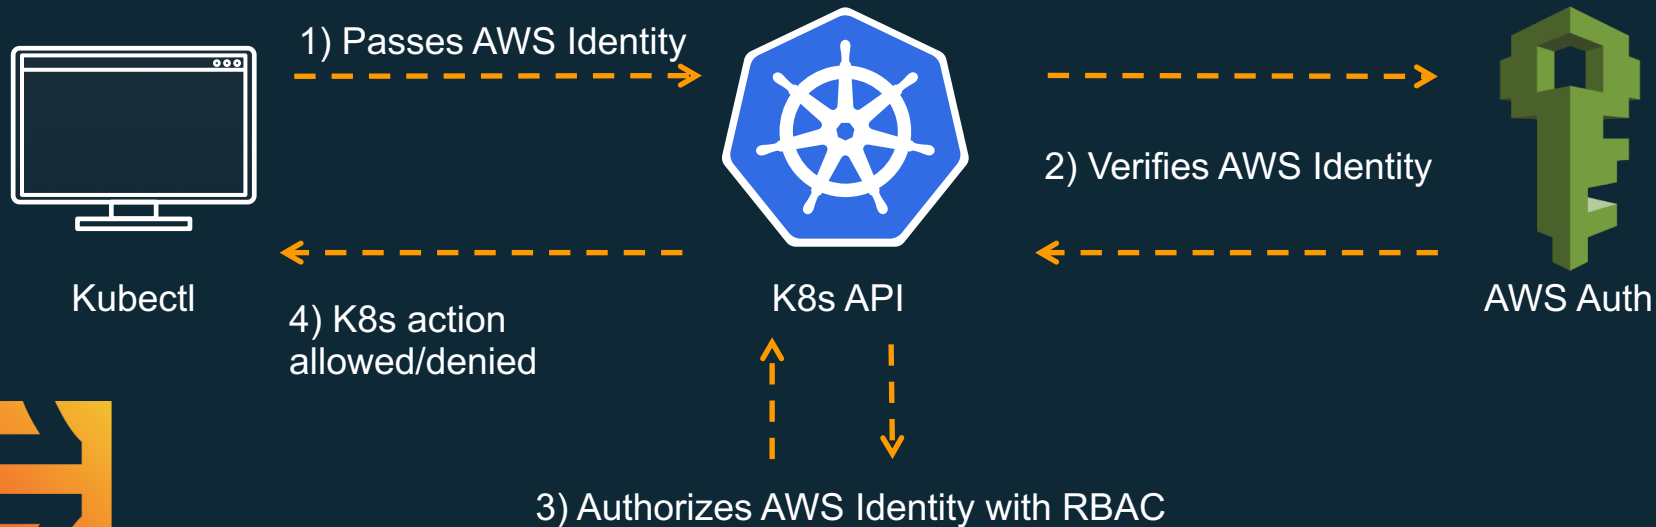 1) Passes AWS Identity
2) Verifies AWS Identity
Kubectl
K8s API
AWS Auth
4) K8s action
allowed/denied
3) Authorizes AWS Identity with RBAC